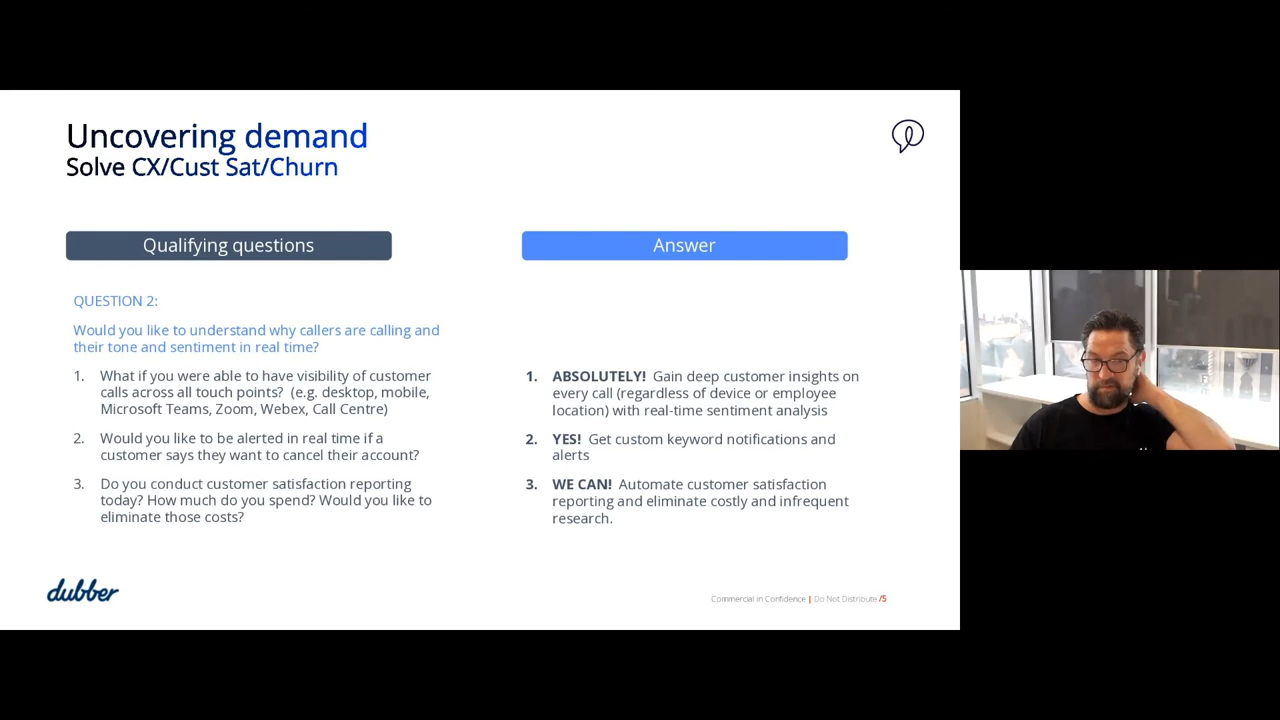 Uncovering demand
Solve CX/Cust Sat/Churn
Qualifying questions
Answer
QUESTION 2:
Would you like to understand why callers are calling and
their tone and sentiment in real time?
1. What if you were able to have visibility of customer
calls across all touch points? (e.g. desktop, mobile,
Microsoft Teams, Zoom, Webex, Call Centre)
2. Would you like to be alerted in real time if a
customer says they want to cancel their account?
3. Do you conduct customer satisfaction reporting
today? How much do you spend? Would you like to
eliminate those costs?
1. ABSOLUTELY! Gain deep customer insights on
every call (regardless of device or employee
location) with real-time sentiment analysis
2. YES! Get custom keyword notifications and
alerts
3. WE CAN! Automate customer satisfaction
reporting and eliminate costly and infrequent
research.
dubber
Commercial in Confidence | Do Not Distribute /5